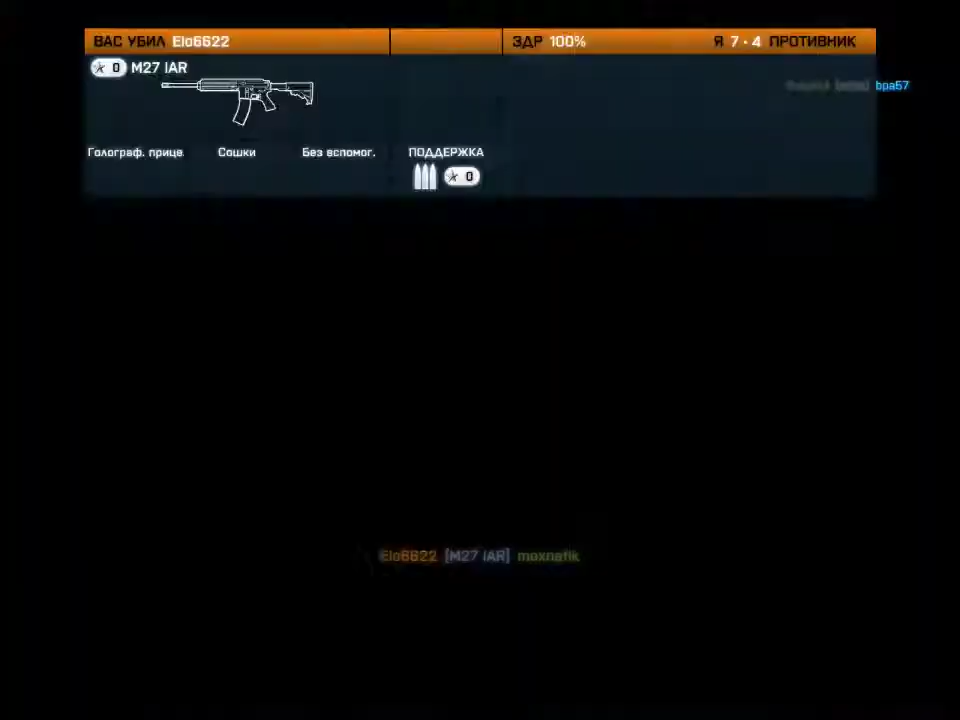 ВАС УБИЛ Elo6622 ЗДР 100% Я 7 - 4 ПРОТИВНИК
0 M27 IAR
bpa57
Голограф. прице Сошки Без вспомог. ПОДДЕРЖКА
0
Elo6622 [M27 IAR] moxnatik